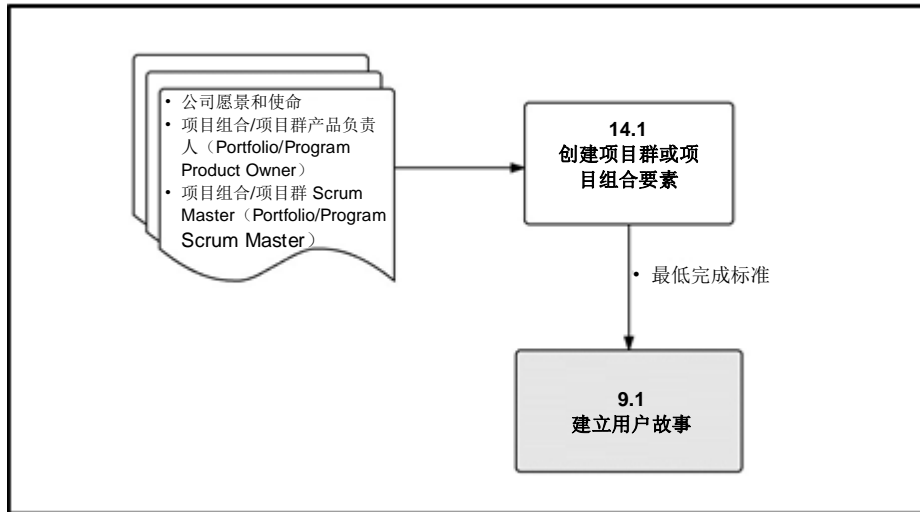 • 公司愿景和使命
• 项目组合/项目群产品负责
人（Portfolio/Program
Product Owner）
• 项目组合/项目群 Scrum
Master（Portfolio/Program
Scrum Master）
14.1
创建项目群或项
目组合要素
• 最低完成标准
9.1
建立用户故事